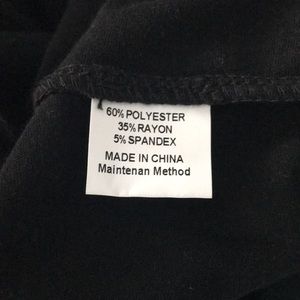 60% POLYESTER
35% RAYON
5% SPANDEX
MADE IN CHINA
Maintenan Method